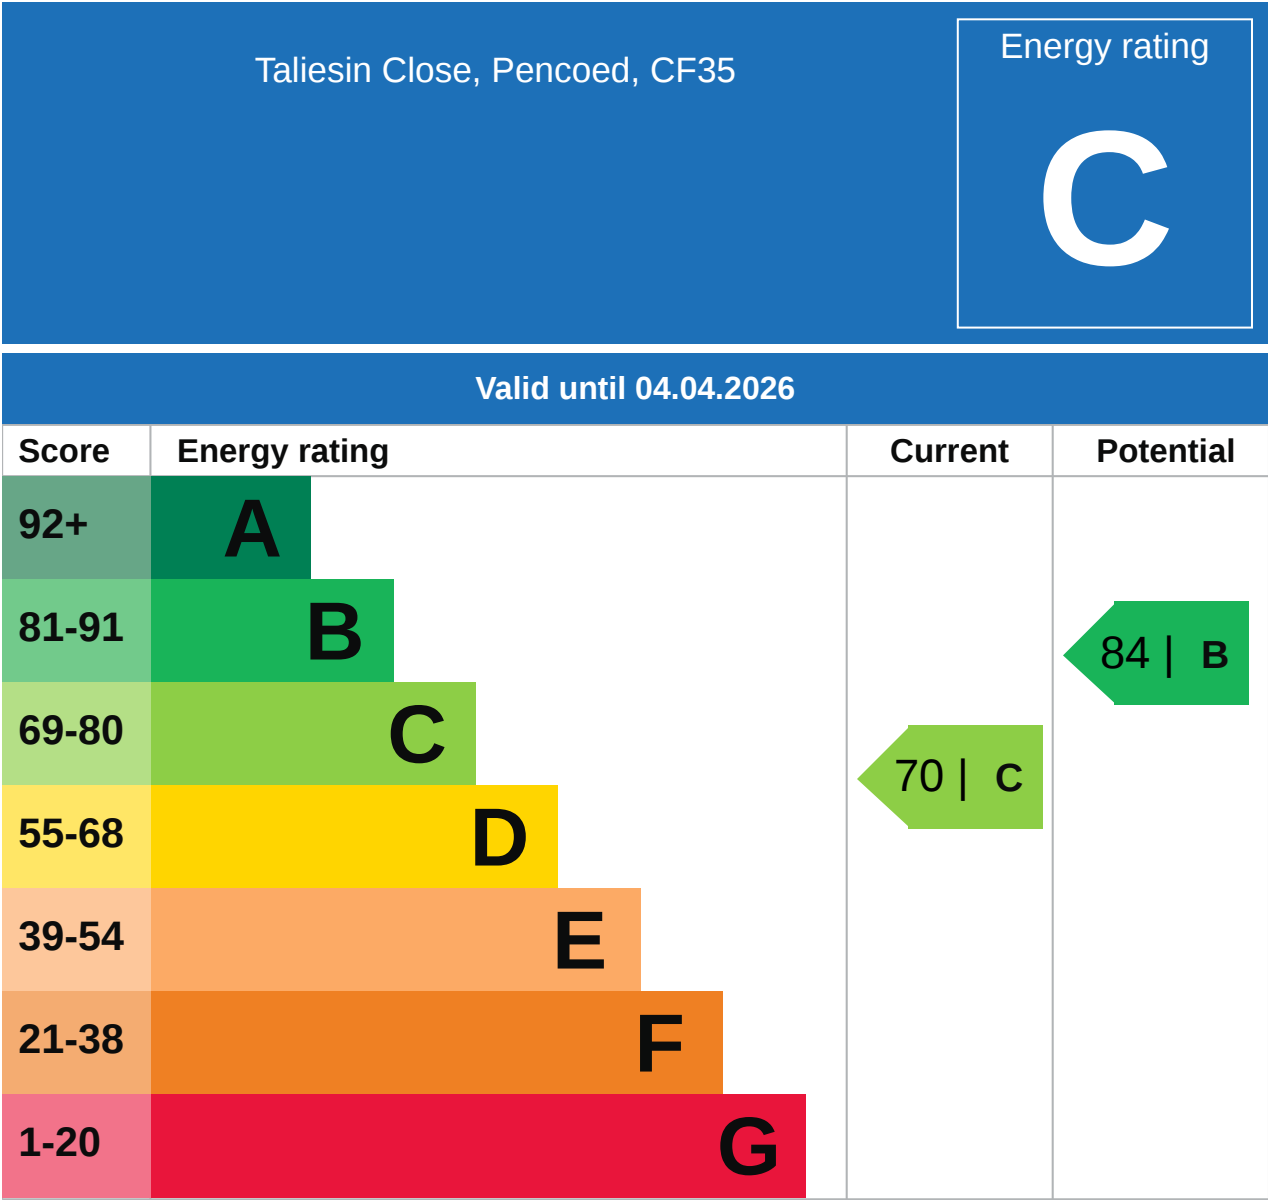 Taliesin Close, Pencoed, CF35
Energy rating
C
Valid until 04.04.2026
Score Energy rating Current Potential
92+ A
81-91 B
84 | B
69-80 C
70 | C
55-68 D
39-54 E
21-38 F
1-20 G